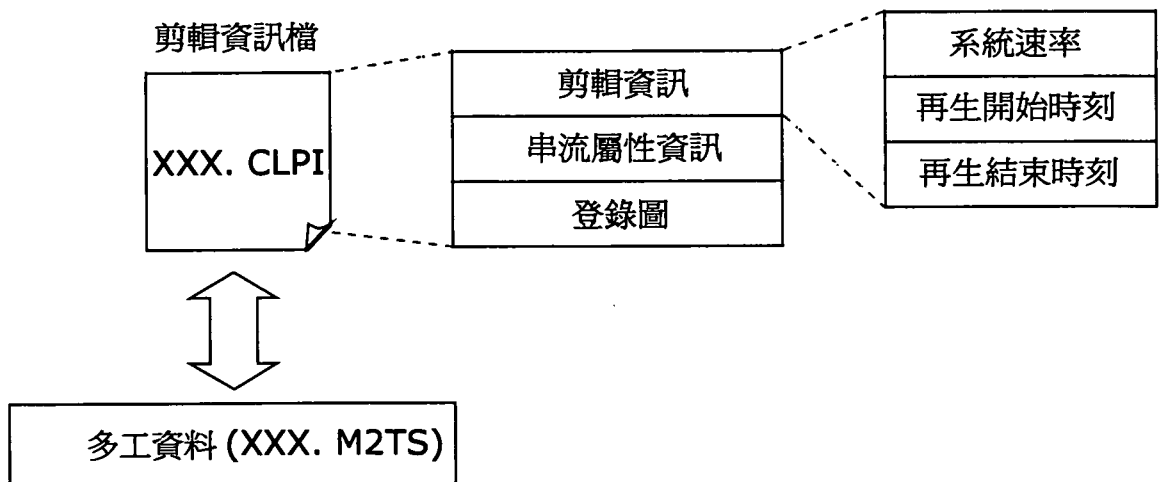 剪輯資訊檔
XXX. CLPI
剪輯資訊
串流屬性資訊
登錄圖
系統速率
再生開始時刻
再生結束時刻
多工資料 (XXX. M2TS)